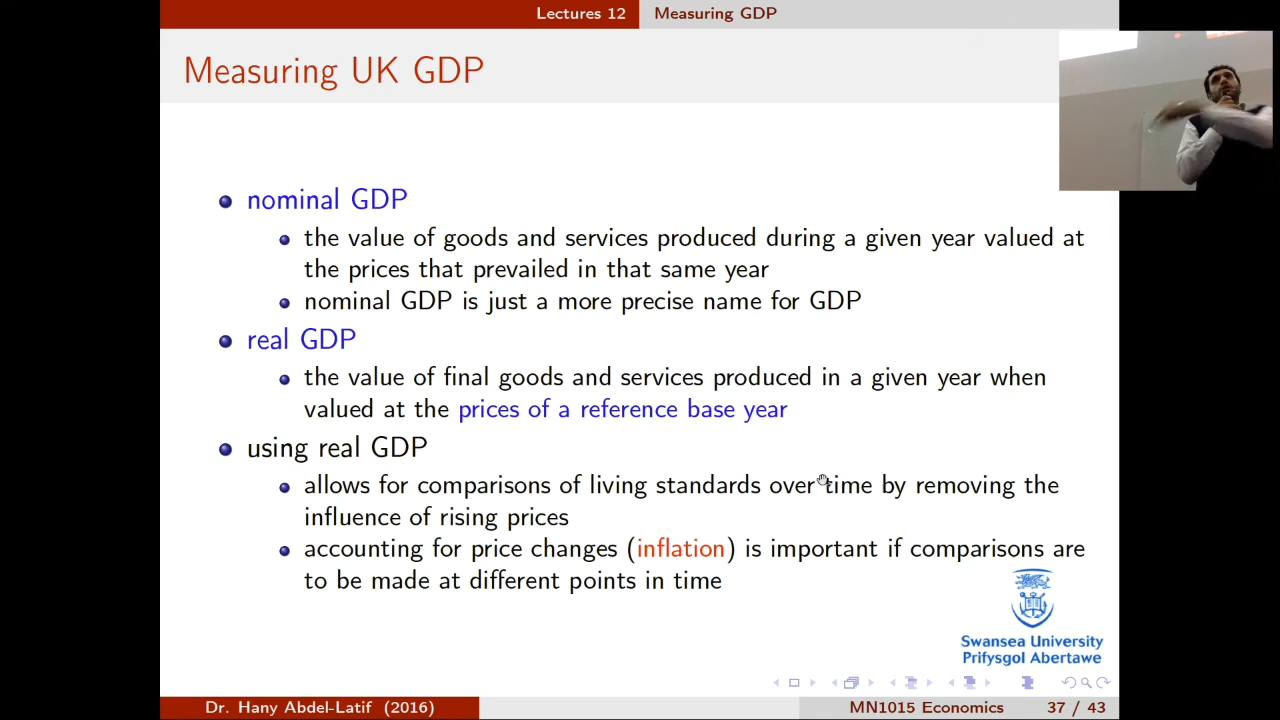 Lectures 12 Measuring GDP
Measuring UK GDP
nominal GDP
the value of goods and services produced during a given year valued at
the prices that prevailed in that same year
nominal GDP is just a more precise name for GDP
real GDP
the value of final goods and services produced in a given year when
valued at the prices of a reference base year
using real GDP
allows for comparisons of living standards over time by removing the
influence of rising prices
accounting for price changes (inflation) is important if comparisons are
to be made at different points in time
Swansea University
Prifysgol Abertawe
Dr. Hany Abdel-Latif (2016) MN1015 Economics 37 / 43